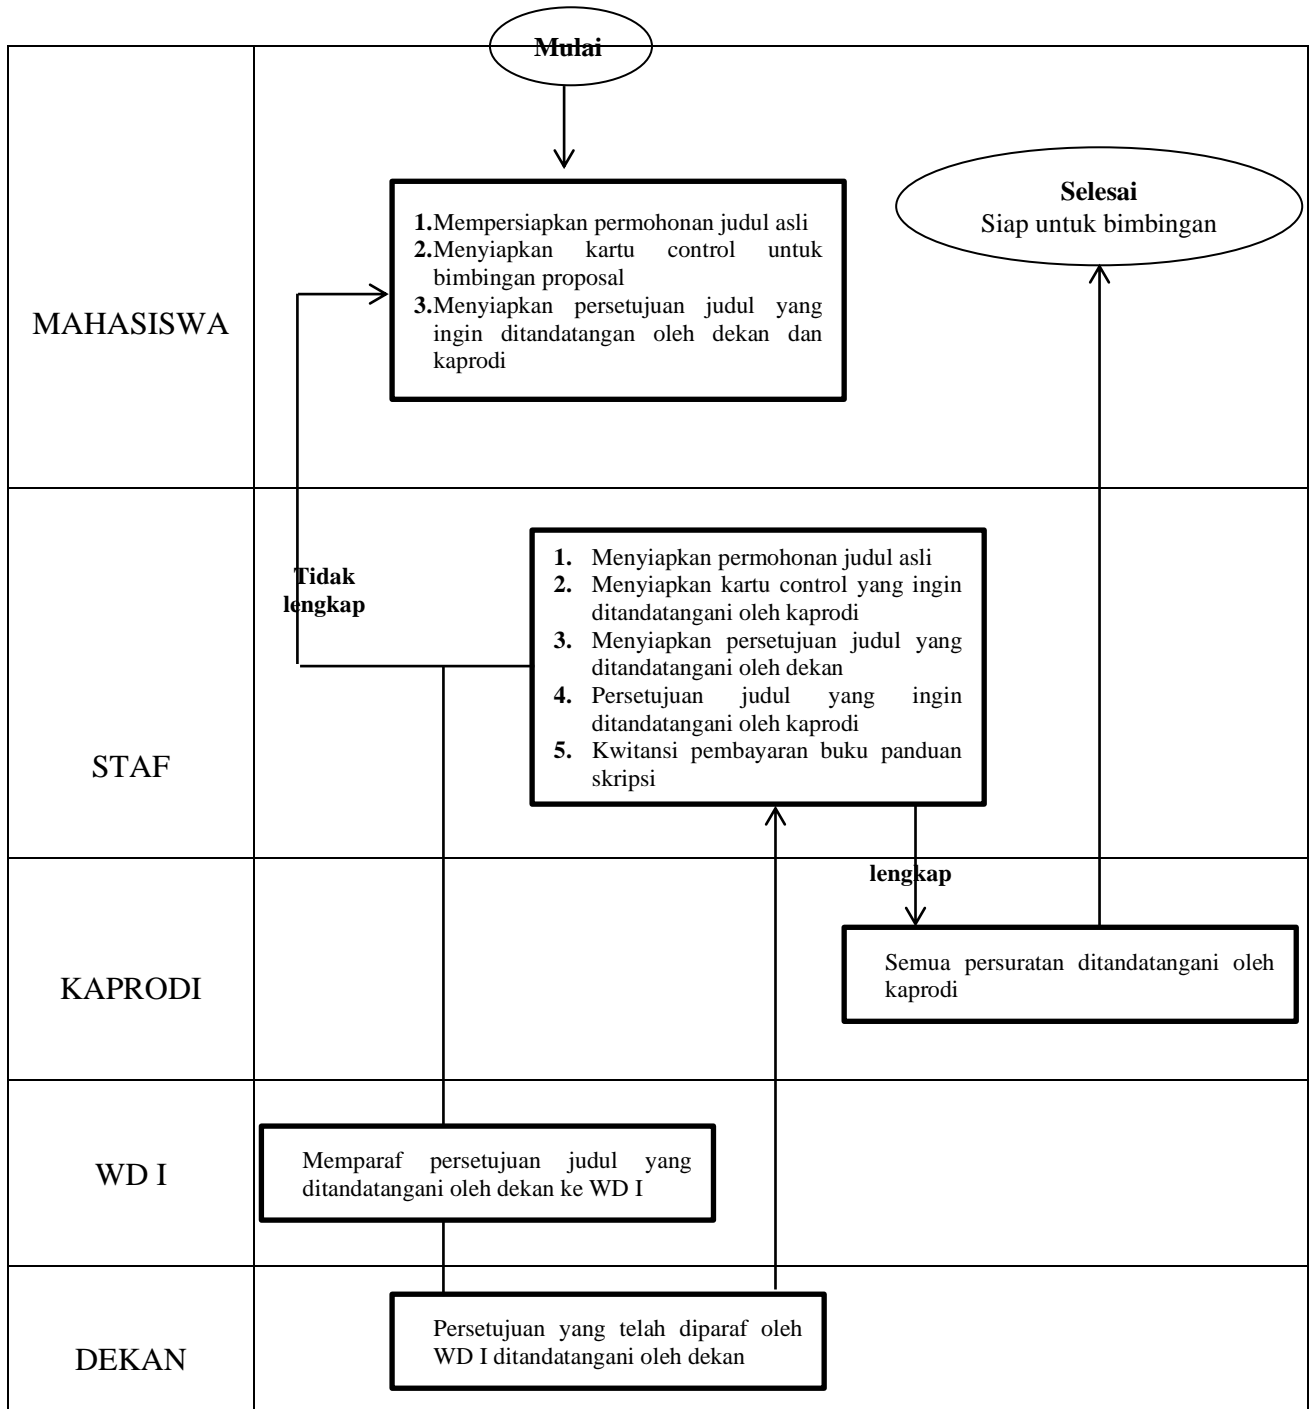 Mulai
MAHASISWA
1.Mempersiapkan permohonan judul asli
2.Menyiapkan kartu control untuk
bimbingan proposal
3.Menyiapkan persetujuan judul yang
ingin ditandatangan oleh dekan dan
kaprodi
Selesai
Siap untuk bimbingan
STAF
Tidak
lengkap
1. Menyiapkan permohonan judul asli
2. Menyiapkan kartu control yang ingin
ditandatangani oleh kaprodi
3. Menyiapkan persetujuan judul yang
ditandatangani oleh dekan
4. Persetujuan judul yang ingin
ditandatangani oleh kaprodi
5. Kwitansi pembayaran buku panduan
skripsi
lengkap
KAPRODI
Semua persuratan ditandatangani oleh
kaprodi
WD I
Memparaf persetujuan judul yang
ditandatangani oleh dekan ke WD I
DEKAN
Persetujuan yang telah diparaf oleh
WD I ditandatangani oleh dekan